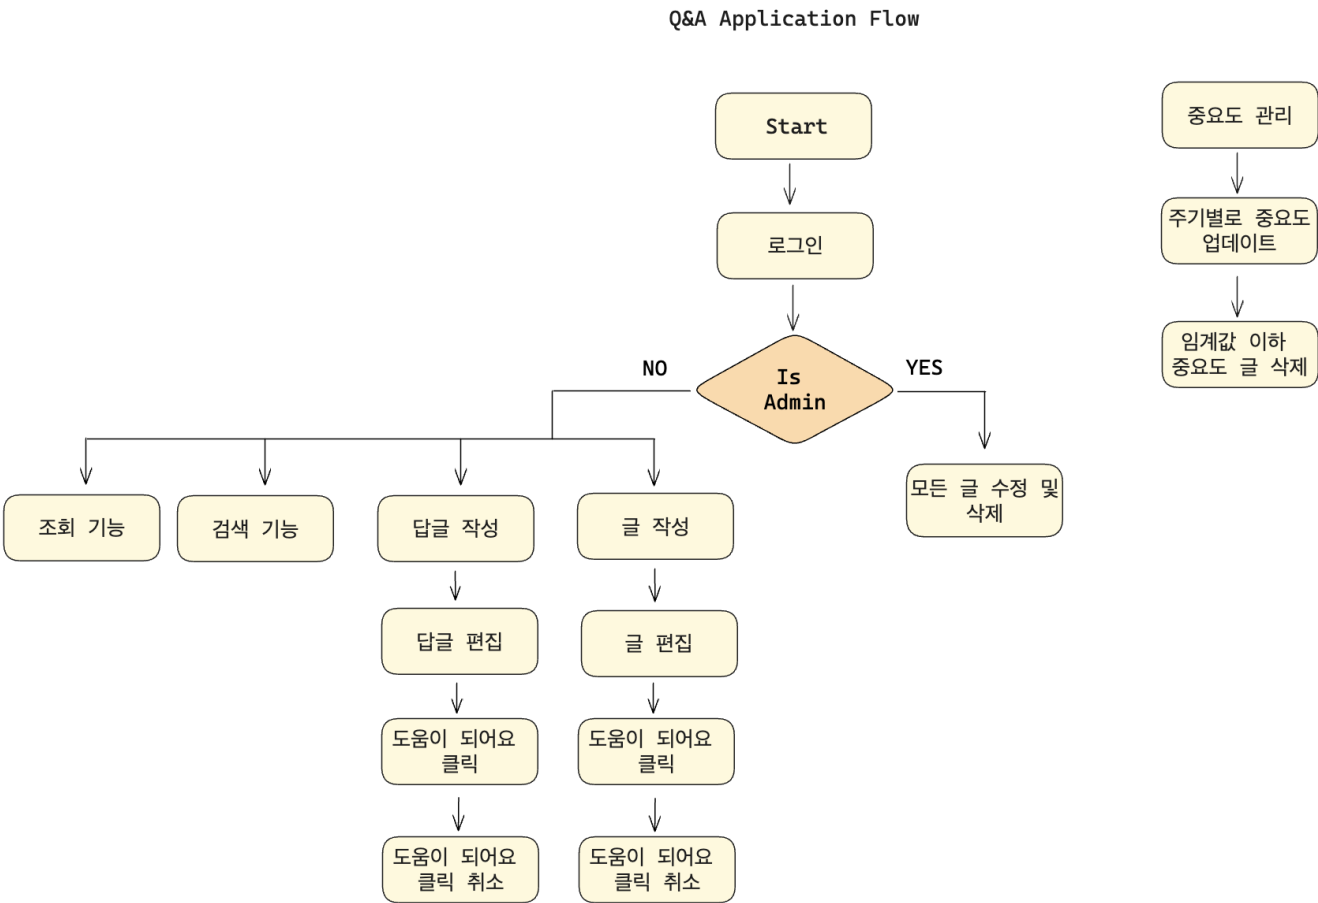 Q&A Application Flow
Start
중요도 관리
로그인
주기별로 중요도
업데이트
임계값 이하
중요도 글 삭제
NO
YES
Is
Admin
모든 글 수정 및
삭제
조회 기능
검색 기능
답글 작성
글 작성
답글 편집
글 편집
도움이 되어요
클릭
도움이 되어요
클릭
도움이 되어요
클릭 취소
도움이 되어요
클릭 취소